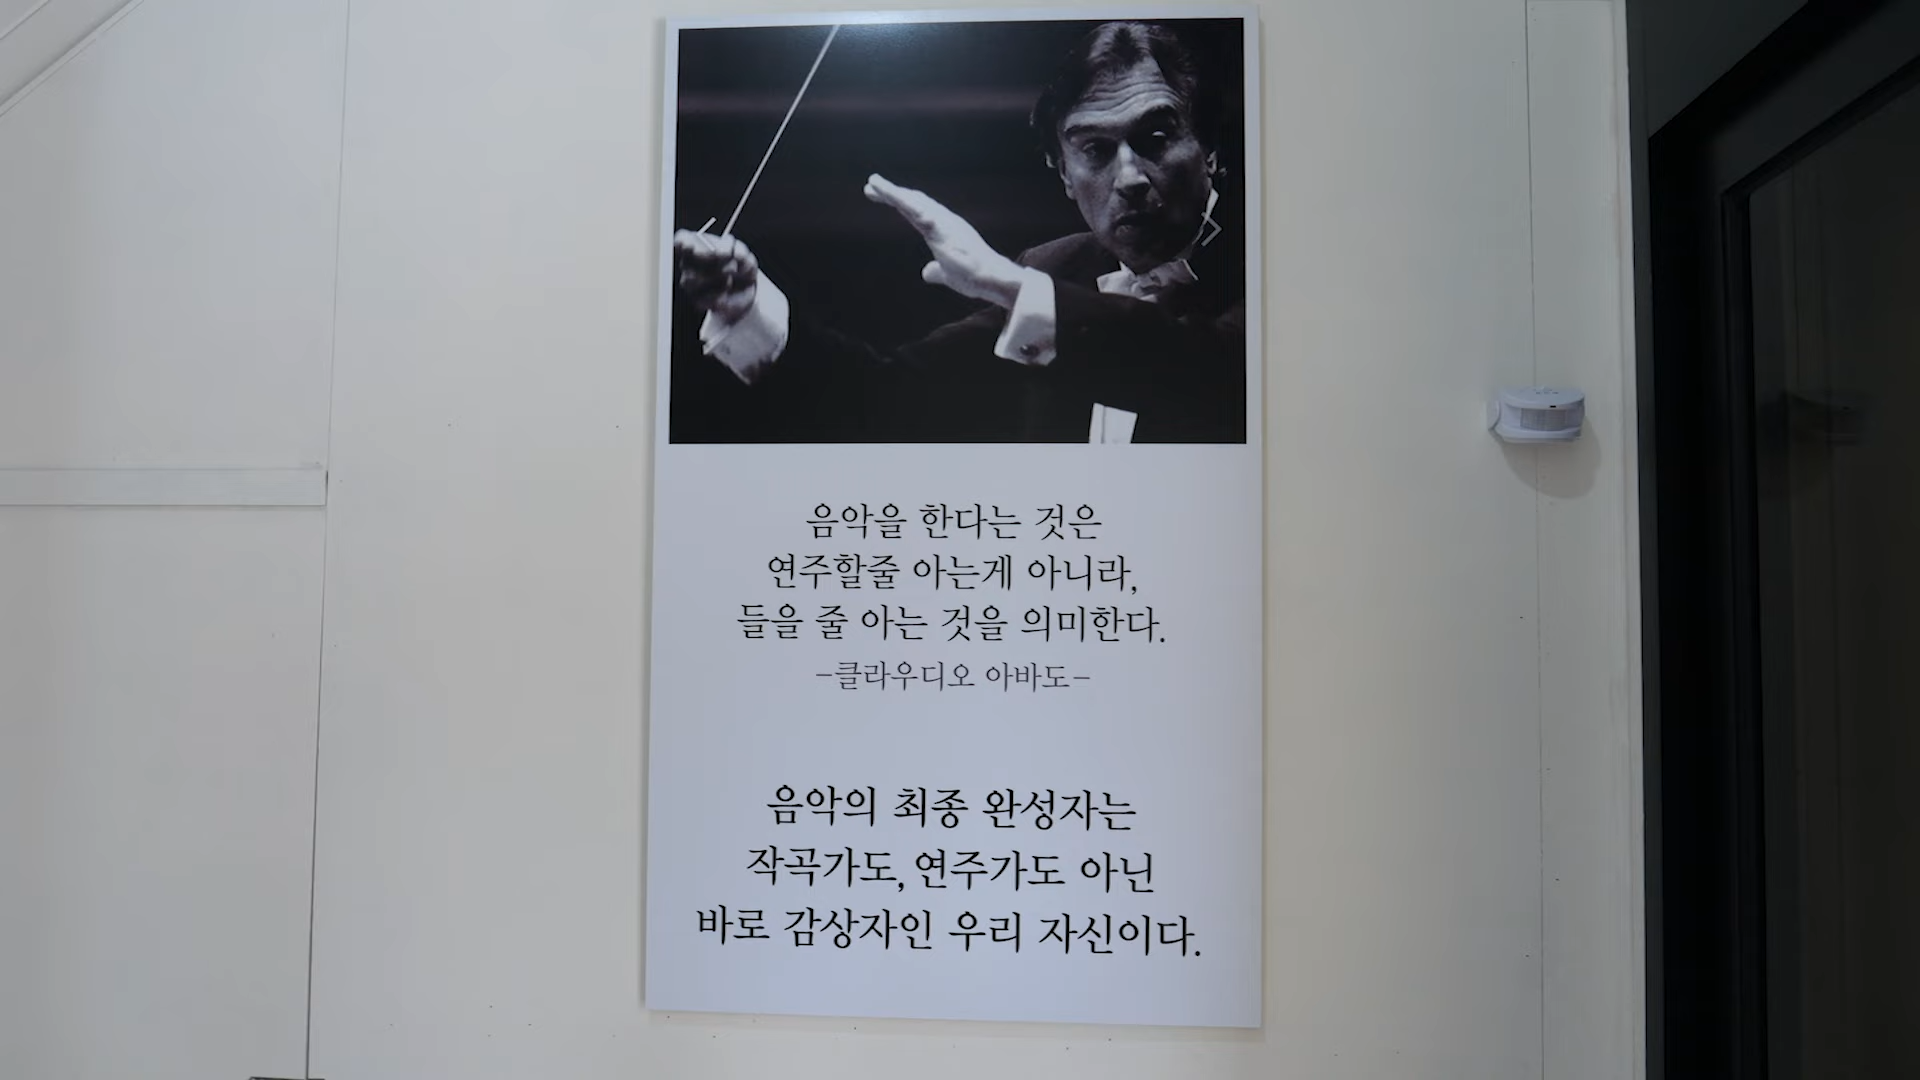 음악을 한다는 것은
연주할줄 아는게 아니라,
들을 줄 아는 것을 의미한다.
-클라우디오 아바도-
음악의 최종 완성자는
작곡가도, 연주가도 아닌
바로 감상자인 우리 자신이다.